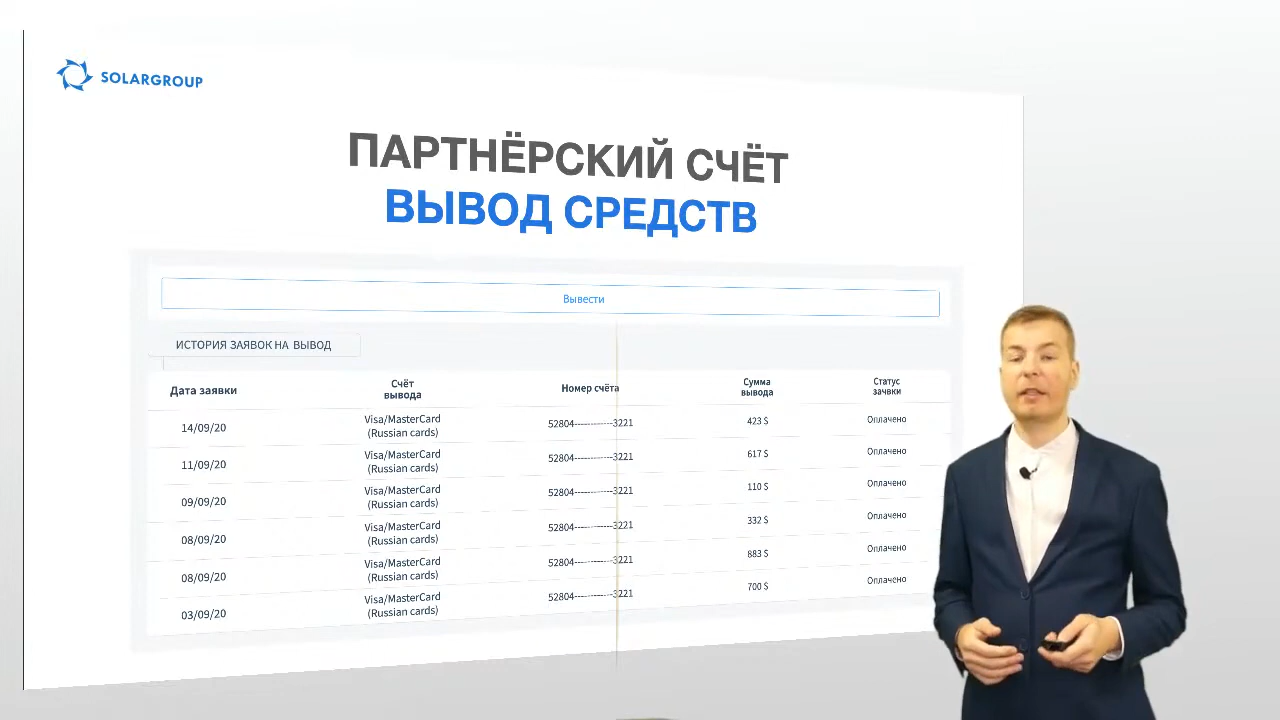 SOLARGROUP
ПАРТНЁРСКИЙ СЧЁТ
ВЫВОД СРЕДСТВ
Вывести
ИСТОРИЯ ЗАЯВОК НА ВЫВОД
Дата заявки Счёт вывода Номер счёта Сумма вывода Статус заявки
14/09/20 Visa/MasterCard (Russian cards) 52804------------3221 423 $ Оплачено
11/09/20 Visa/MasterCard (Russian cards) 52804------------3221 617 $ Оплачено
09/09/20 Visa/MasterCard (Russian cards) 52804------------3221 110 $ Оплачено
08/09/20 Visa/MasterCard (Russian cards) 52804------------3221 332 $ Оплачено
08/09/20 Visa/MasterCard (Russian cards) 52804------------3221 883 $ Оплачено
03/09/20 Visa/MasterCard (Russian cards) 52804------------3221 700 $ Оплачено